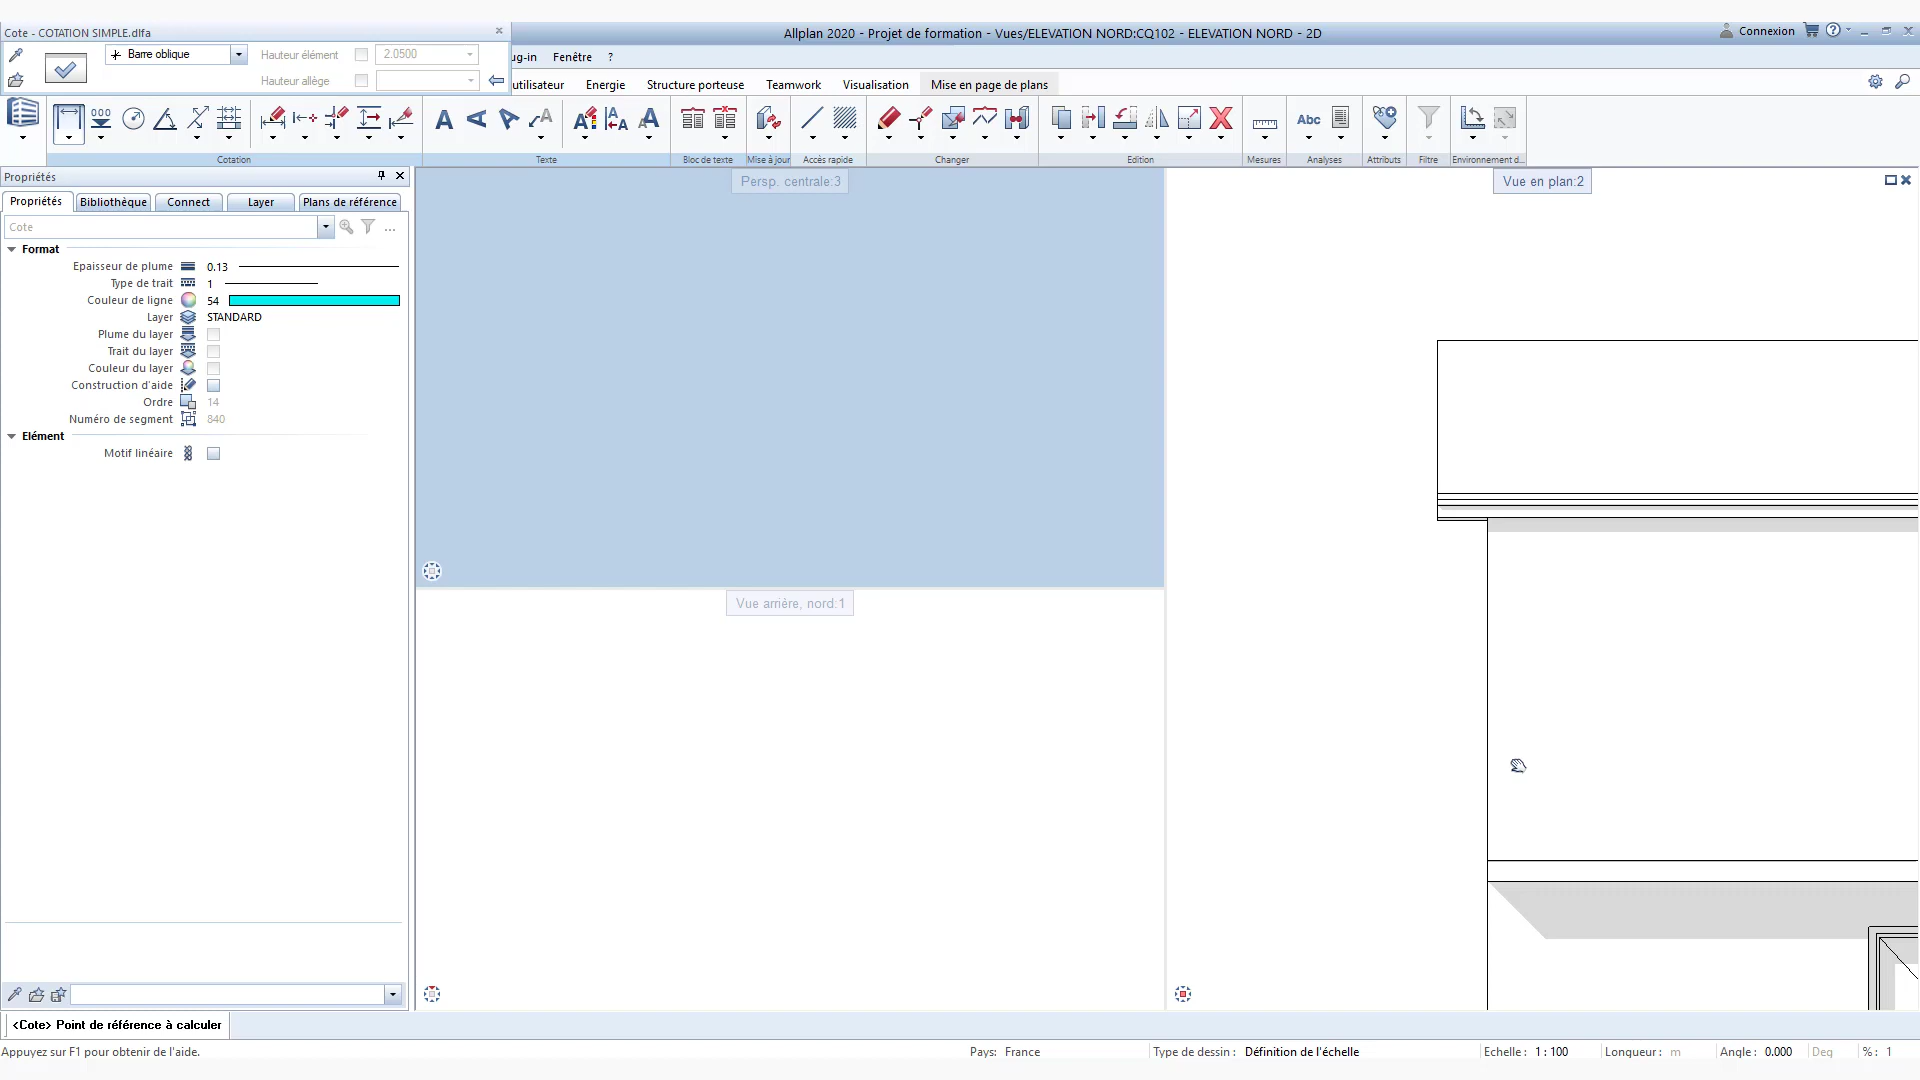 Cote - COTATION SIMPLE.dlfa
Allplan 2020 - Projet de formation - Vues/ELEVATION NORD:CQ102 - ELEVATION NORD - 2D
Connexion
Barre oblique
Hauteur élément
2.0500
Hauteur allège
ug-in
Fenêtre
?
utilisateur
Energie
Structure porteuse
Teamwork
Visualisation
Mise en page de plans
Abc
Cotation
Texte
Bloc de texte
Mise à jour
Accès rapide
Changer
Edition
Mesures
Analyses
Attributs
Filtre
Environnement d...
Propriétés
Propriétés
Bibliothèque
Connect
Layer
Plans de référence
Cote
...
Format
Epaisseur de plume 0.13
Type de trait 1
Couleur de ligne 54
Layer STANDARD
Plume du layer
Trait du layer
Couleur du layer
Construction d'aide
Ordre 14
Numéro de segment 840
Elément
Motif linéaire
Persp. centrale:3
Vue en plan:2
Vue arrière, nord:1
<Cote> Point de référence à calculer
Appuyez sur F1 pour obtenir de l'aide.
Pays: France
Type de dessin : Définition de l'échelle
Echelle : 1 : 100
Longueur : m
Angle : 0.000 Deg
% : 1